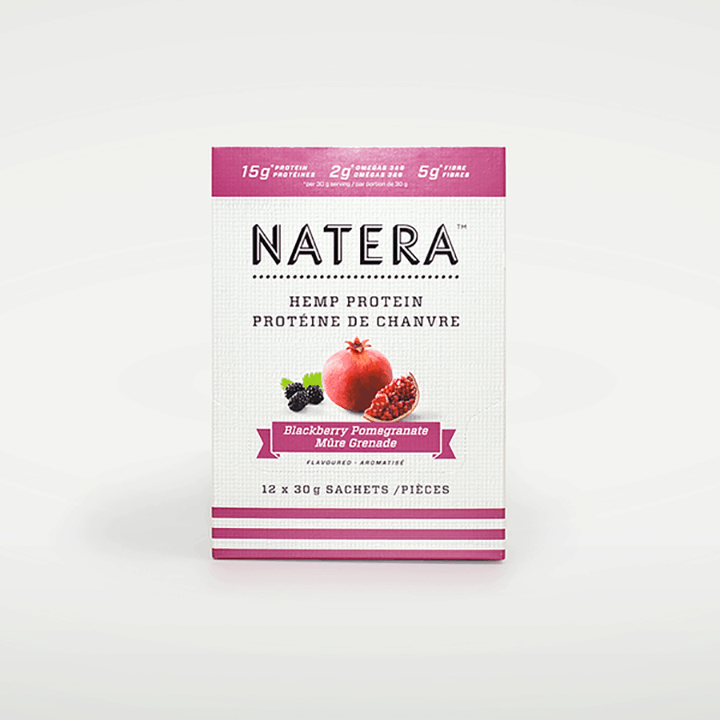 15g* PROTEIN PROTÉINES 2g* OMEGAS 3&6 OMÉGAS 3&6 5g* FIBRE FIBRES
*per 30 g serving / par portion de 30 g
NATERA™
HEMP PROTEIN
PROTÉINE DE CHANVRE
Blackberry Pomegranate
Mûre Grenade
FLAVOURED - AROMATISÉ
12 x 30g SACHETS /PIÈCES